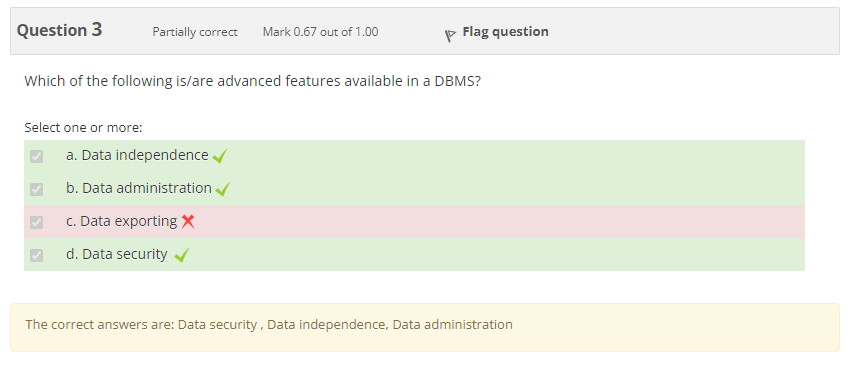 Question 3 Partially correct Mark 0.67 out of 1.00 Flag question
Which of the following is/are advanced features available in a DBMS?
Select one or more:
a. Data independence
b. Data administration
c. Data exporting
d. Data security
The correct answers are: Data security , Data independence, Data administration